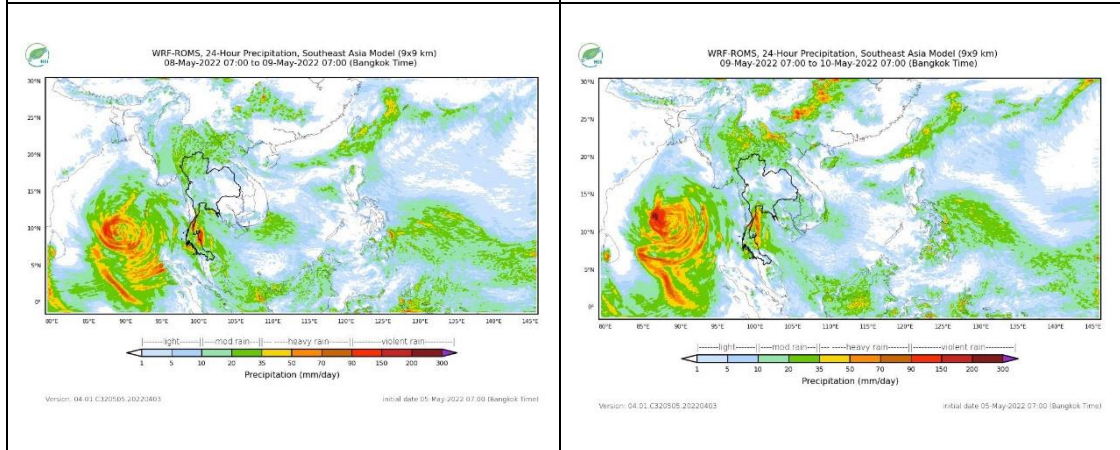 WRF-ROMS, 24-Hour Precipitation, Southeast Asia Model (9x9 km)
08-May-2022 07:00 to 09-May-2022 07:00 (Bangkok Time)
30°N
25°N
20°N
15°N
10°N
5°N
0°
80°E 85°E 90°E 95°E 100°E 105°E 110°E 115°E 120°E 125°E 130°E 135°E 140°E 145°E
|------light------||----mod rain---||--- -----heavy rain-------||----------violent rain---------|
1 5 10 20 35 50 70 90 150 200 300
Precipitation (mm/day)
Version: 04.01.C320505.20220403
initial date 05-May-2022 07:00 (Bangkok Time)
WRF-ROMS, 24-Hour Precipitation, Southeast Asia Model (9x9 km)
09-May-2022 07:00 to 10-May-2022 07:00 (Bangkok Time)
30°N
25°N
20°N
15°N
10°N
5°N
0°
80°E 85°E 90°E 95°E 100°E 105°E 110°E 115°E 120°E 125°E 130°E 135°E 140°E 145°E
|-------light-------||----mod rain---||--- -----heavy rain-------||----------violent rain---------|
1 5 10 20 35 50 70 90 150 200 300
Precipitation (mm/day)
Version: 04.01.C320505.20220403
initial date 05-May-2022 07:00 (Bangkok Time)